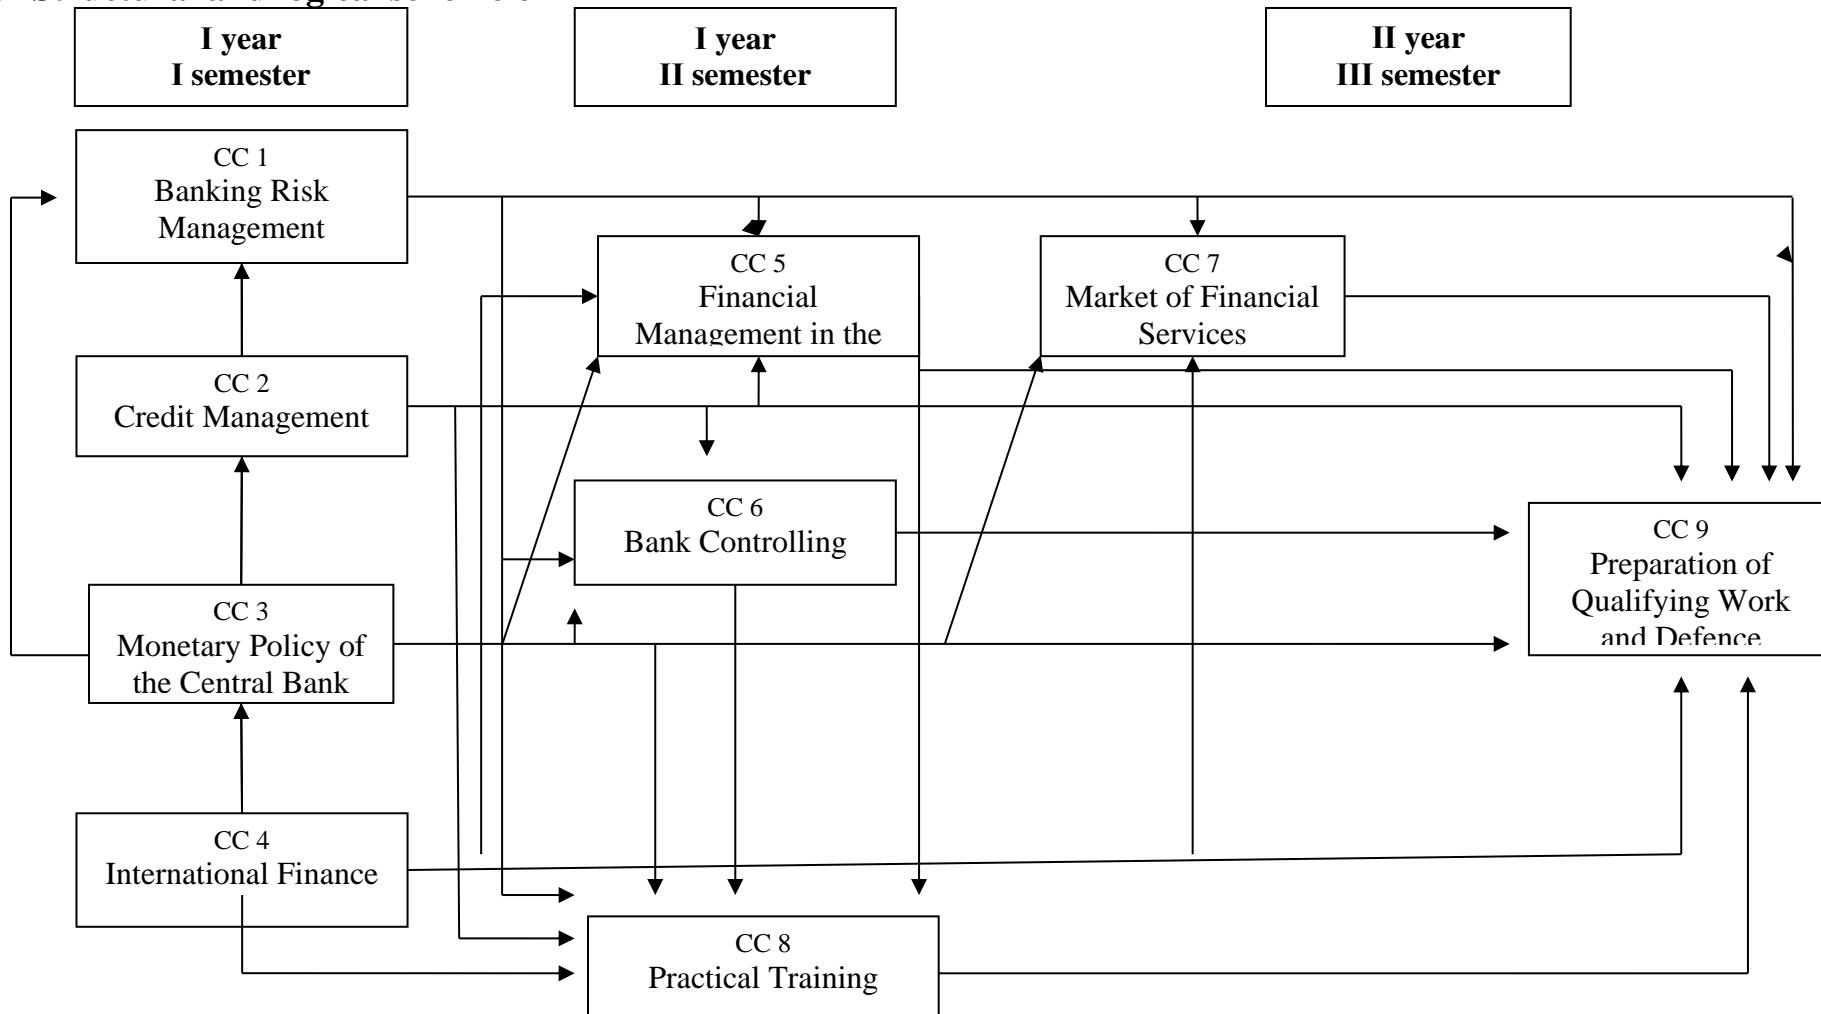 I year
I semester
I year
II semester
II year
III semester
CC 1
Banking Risk
Management
CC 5
Financial
Management in the
CC 7
Market of Financial
Services
CC 2
Credit Management
CC 6
Bank Controlling
CC 9
Preparation of
Qualifying Work
and Defence
CC 3
Monetary Policy of
the Central Bank
CC 4
International Finance
CC 8
Practical Training